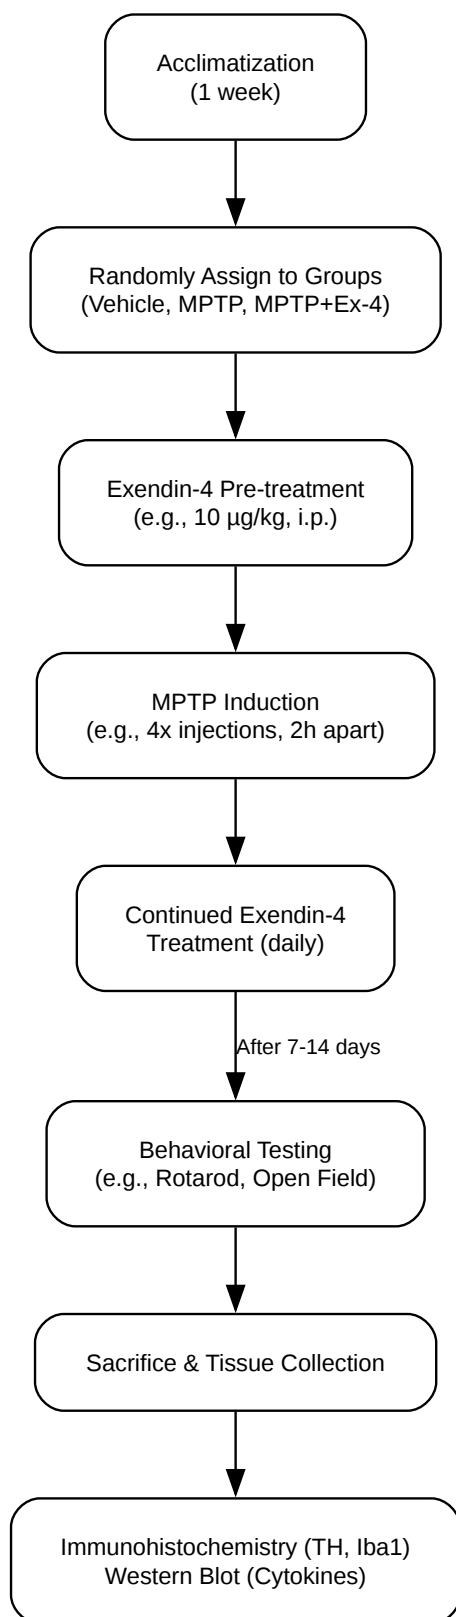 Acclimatization
(1 week)
Randomly Assign to Groups
(Vehicle, MPTP, MPTP+Ex-4)
Exendin-4 Pre-treatment
(e.g., 10 µg/kg, i.p.)
MPTP Induction
(e.g., 4x injections, 2h apart)
Continued Exendin-4
Treatment (daily)
After 7-14 days
Behavioral Testing
(e.g., Rotarod, Open Field)
Sacrifice & Tissue Collection
Immunohistochemistry (TH, Iba1)
Western Blot (Cytokines)